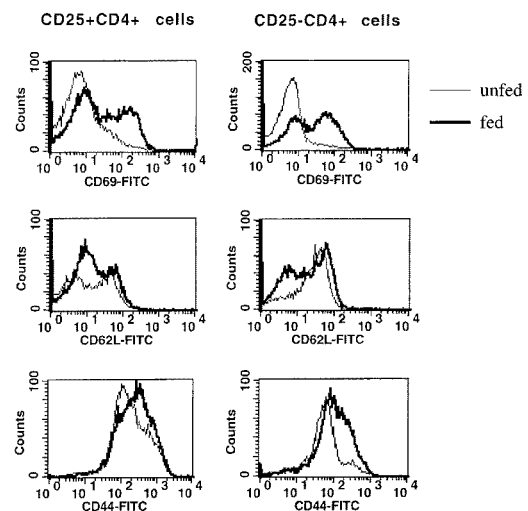 CD25+CD4+ cells
CD25-CD4+ cells
unfed
fed
100
Counts
0
10^0 10^1 10^2 10^3 10^4
CD69-FITC
200
Counts
0
10^0 10^1 10^2 10^3 10^4
CD69-FITC
100
Counts
0
10^0 10^1 10^2 10^3 10^4
CD62L-FITC
100
Counts
0
10^0 10^1 10^2 10^3 10^4
CD62L-FITC
100
Counts
0
10^0 10^1 10^2 10^3 10^4
CD44-FITC
100
Counts
0
10^0 10^1 10^2 10^3 10^4
CD44-FITC